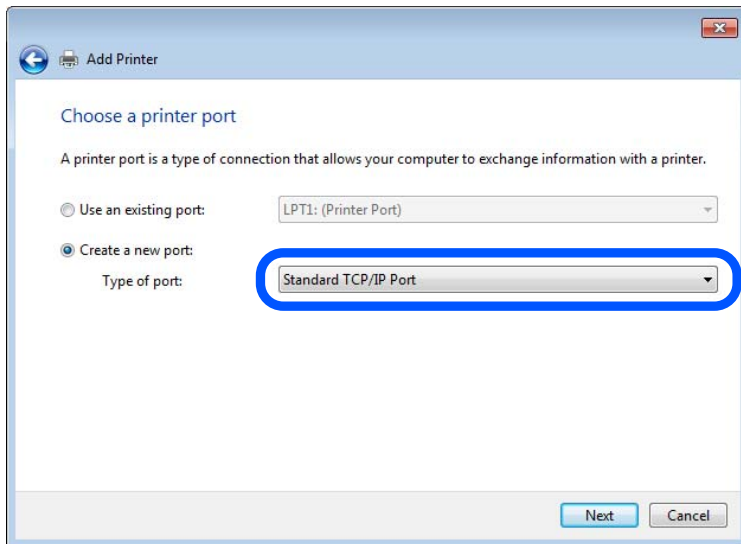 Add Printer
Choose a printer port
A printer port is a type of connection that allows your computer to exchange information with a printer.
Use an existing port: LPT1: (Printer Port)
Create a new port:
Type of port: Standard TCP/IP Port
Next Cancel